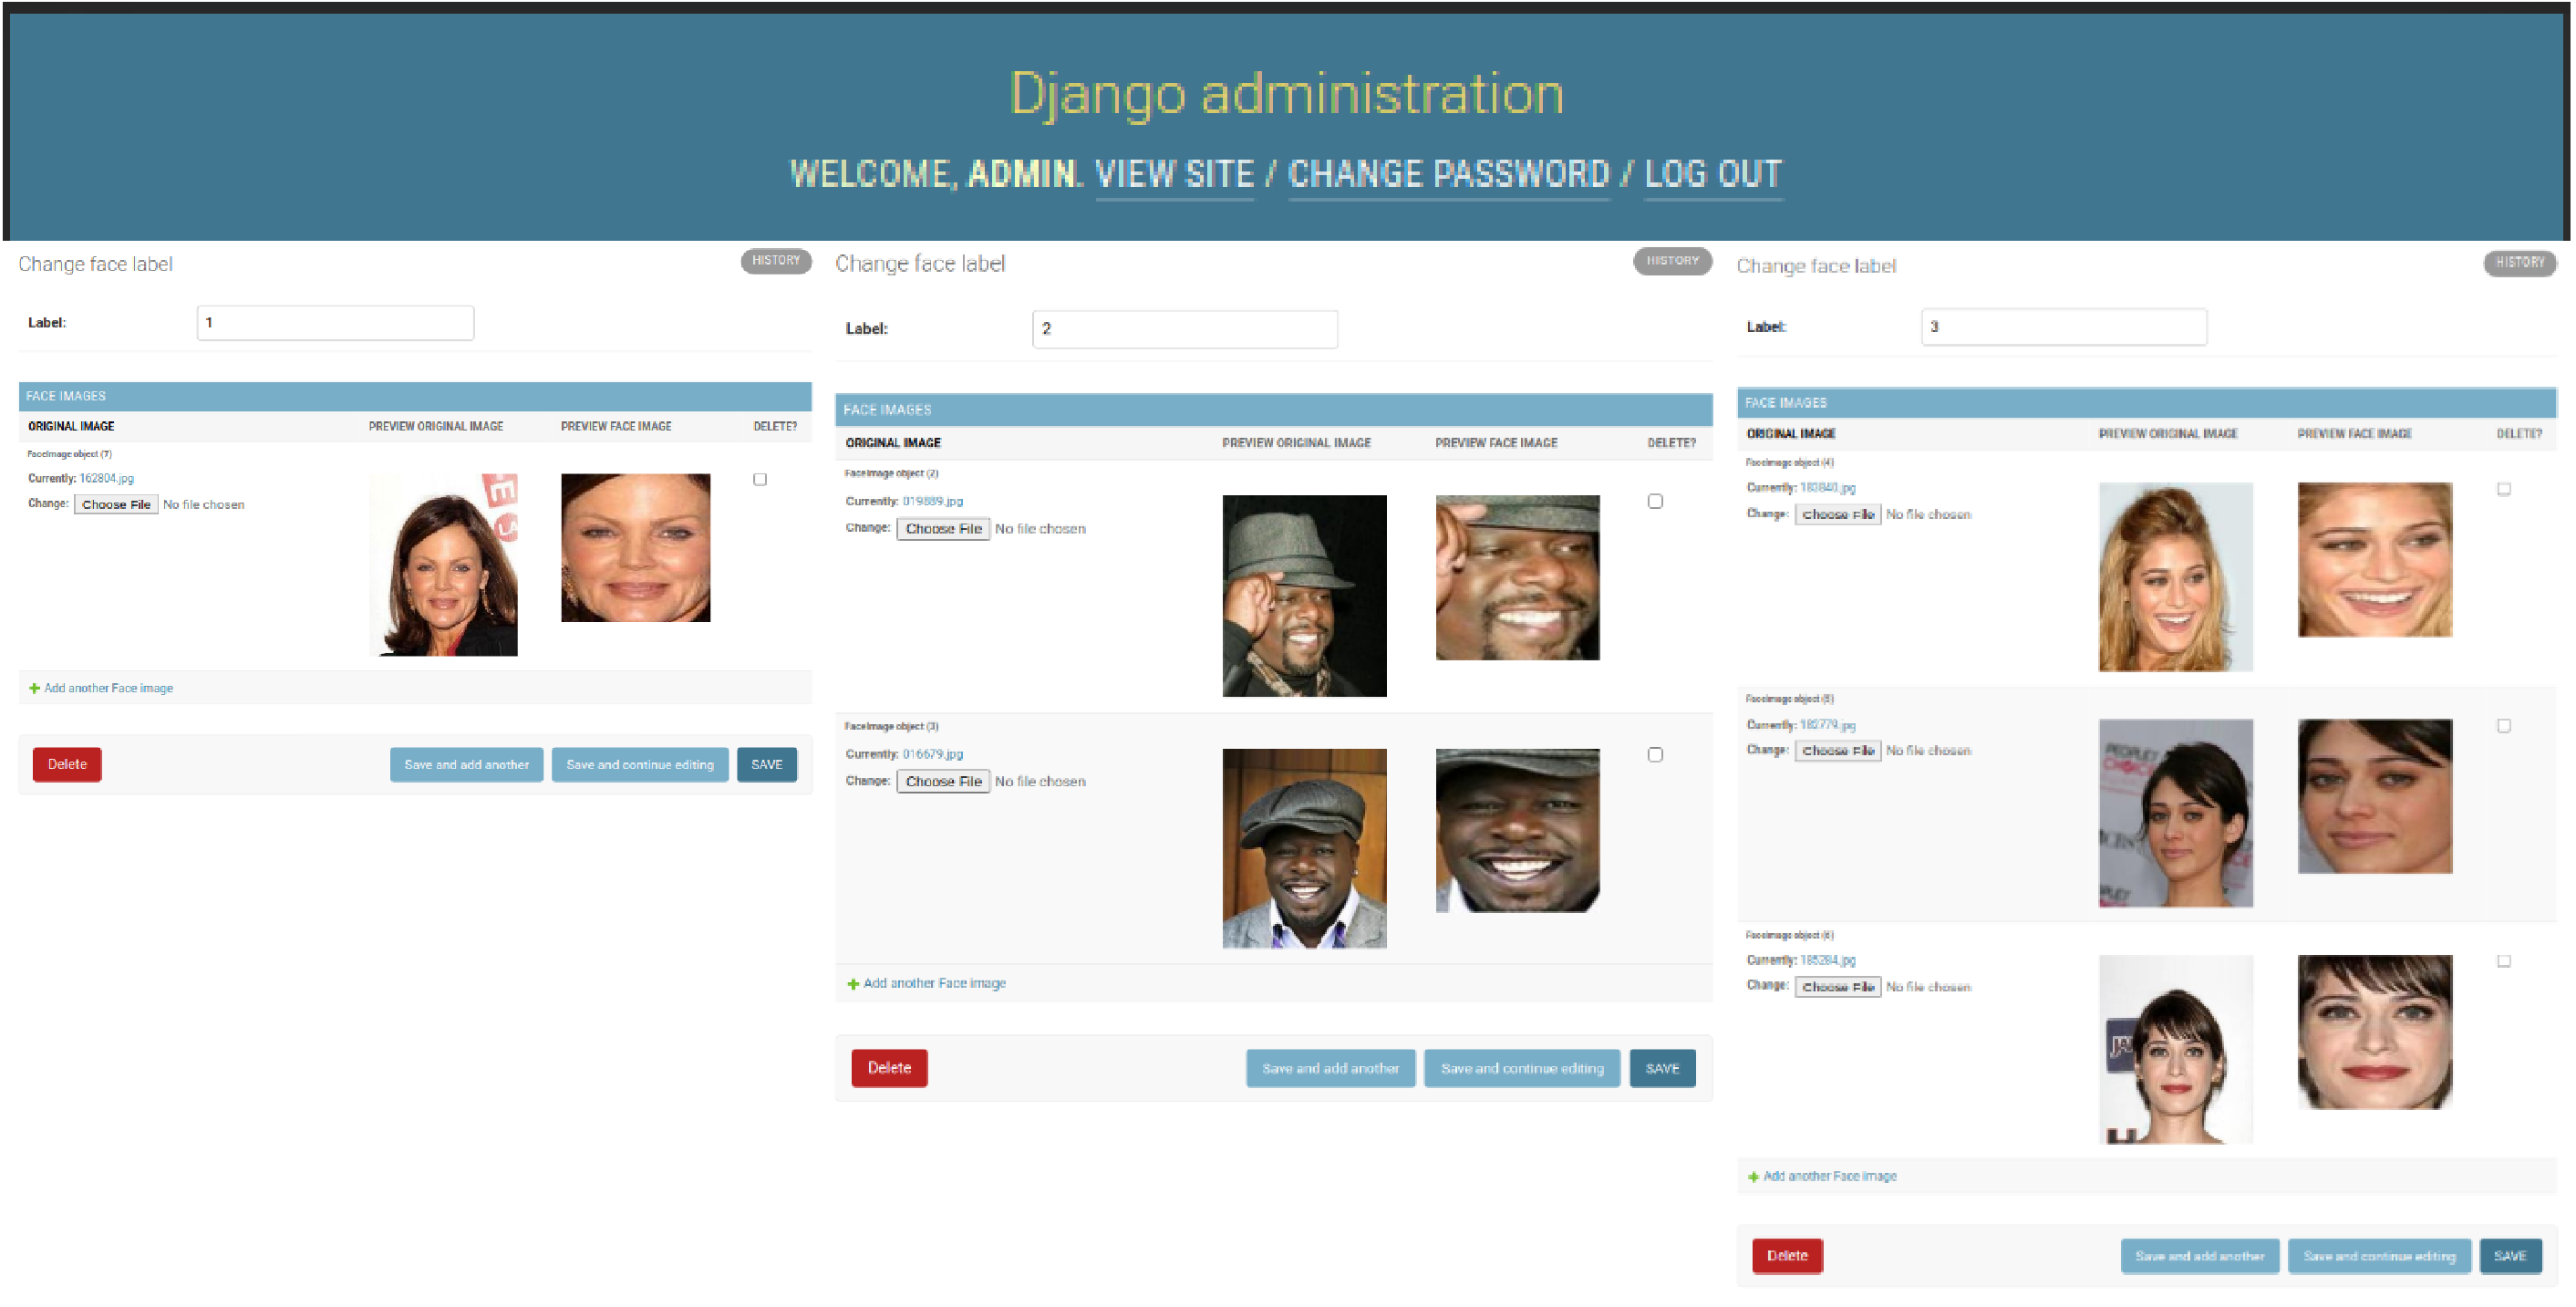 Django administration
WELCOME, ADMIN. VIEW SITE / CHANGE PASSWORD / LOG OUT
Change face label
HISTORY
Label:
1
FACE IMAGES
ORIGINAL IMAGE PREVIEW ORIGINAL IMAGE PREVIEW FACE IMAGE DELETE?
FaceImage object (7)
Currently: 162804.jpg
Change: Choose File No file chosen
Add another Face image
Delete
Save and add another
Save and continue editing
SAVE
Change face label
HISTORY
Label:
2
FACE IMAGES
ORIGINAL IMAGE PREVIEW ORIGINAL IMAGE PREVIEW FACE IMAGE DELETE?
FaceImage object (2)
Currently: 019889.jpg
Change: Choose File No file chosen
FaceImage object (3)
Currently: 016679.jpg
Change: Choose File No file chosen
Add another Face image
Delete
Save and add another
Save and continue editing
SAVE
Change face label
HISTORY
Label:
3
FACE IMAGES
ORIGINAL IMAGE PREVIEW ORIGINAL IMAGE PREVIEW FACE IMAGE DELETE?
FaceImage object (4)
Currently: 183840.jpg
Change: Choose File No file chosen
FaceImage object (5)
Currently: 182779.jpg
Change: Choose File No file chosen
PEOPLE'S
CHOICE
FaceImage object (6)
Currently: 185284.jpg
Change: Choose File No file chosen
JA
Add another Face image
Delete
Save and add another
Save and continue editing
SAVE